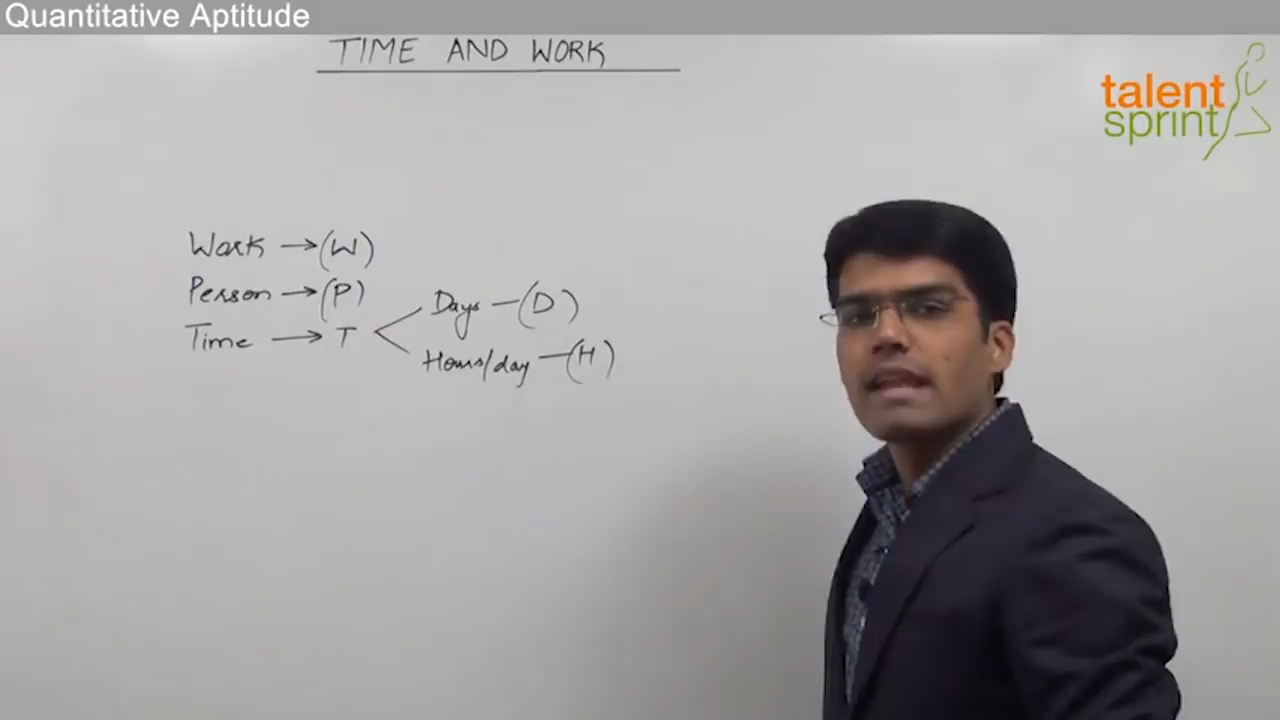 Quantitative Aptitude
TIME AND WORK
talent
sprint
Work → (W)
Person → (P)
Time → T
Days – (D)
Hours/day – (H)